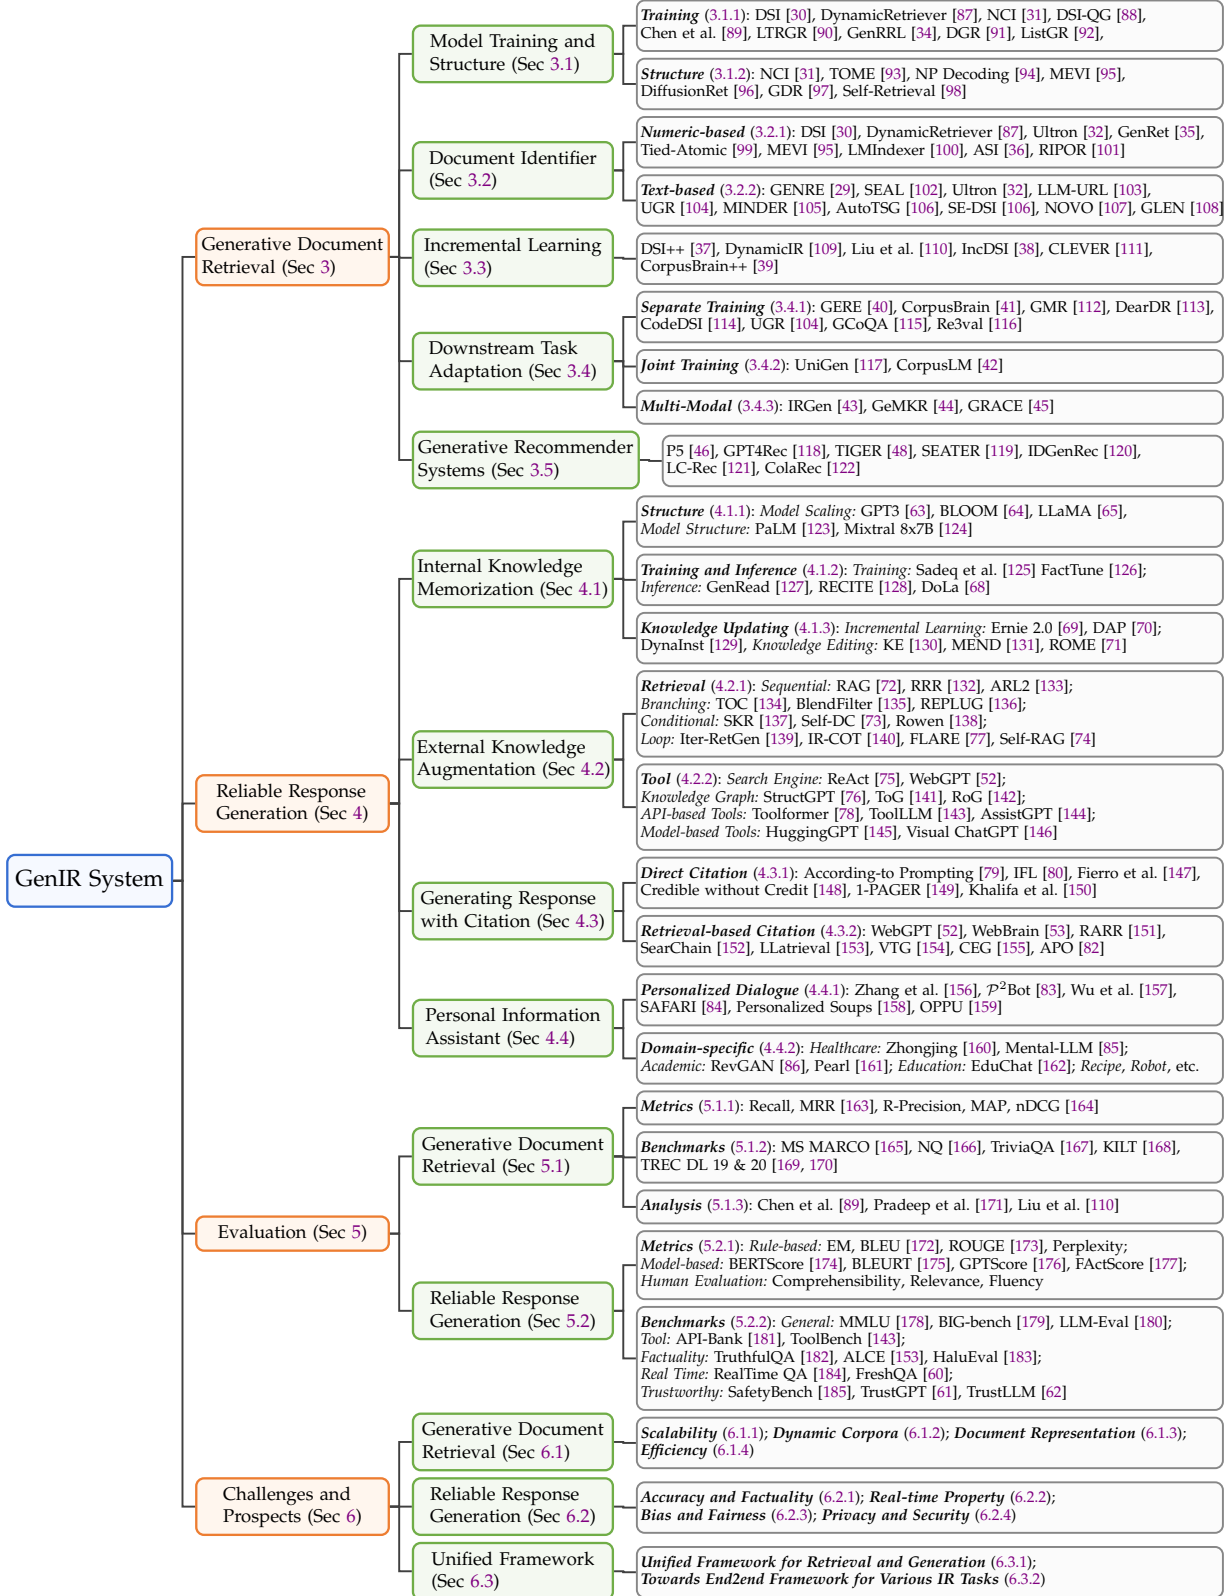 GenIR System
Generative Document
Retrieval (Sec 3)
Model Training and
Structure (Sec 3.1)
Training (3.1.1): DSI [30], DynamicRetriever [87], NCI [31], DSI-QG [88],
Chen et al. [89], LTRGR [90], GenRRL [34], DGR [91], ListGR [92],
Structure (3.1.2): NCI [31], TOME [93], NP Decoding [94], MEVI [95],
DiffusionRet [96], GDR [97], Self-Retrieval [98]
Document Identifier
(Sec 3.2)
Numeric-based (3.2.1): DSI [30], DynamicRetriever [87], Ultron [32], GenRet [35],
Tied-Atomic [99], MEVI [95], LMIndexer [100], ASI [36], RIPOR [101]
Text-based (3.2.2): GENRE [29], SEAL [102], Ultron [32], LLM-URL [103],
UGR [104], MINDER [105], AutoTSG [106], SE-DSI [106], NOVO [107], GLEN [108]
Incremental Learning
(Sec 3.3)
DSI++ [37], DynamicIR [109], Liu et al. [110], IncDSI [38], CLEVER [111],
CorpusBrain++ [39]
Downstream Task
Adaptation (Sec 3.4)
Separate Training (3.4.1): GERE [40], CorpusBrain [41], GMR [112], DearDR [113],
CodeDSI [114], UGR [104], GCoQA [115], Re3val [116]
Joint Training (3.4.2): UniGen [117], CorpusLM [42]
Multi-Modal (3.4.3): IRGen [43], GeMKR [44], GRACE [45]
Generative Recommender
Systems (Sec 3.5)
P5 [46], GPT4Rec [118], TIGER [48], SEATER [119], IDGenRec [120],
LC-Rec [121], ColaRec [122]
Reliable Response
Generation (Sec 4)
Internal Knowledge
Memorization (Sec 4.1)
Structure (4.1.1): Model Scaling: GPT3 [63], BLOOM [64], LLaMA [65],
Model Structure: PaLM [123], Mixtral 8x7B [124]
Training and Inference (4.1.2): Training: Sadeq et al. [125] FactTune [126];
Inference: GenRead [127], RECITE [128], DoLa [68]
Knowledge Updating (4.1.3): Incremental Learning: Ernie 2.0 [69], DAP [70];
DynaInst [129], Knowledge Editing: KE [130], MEND [131], ROME [71]
External Knowledge
Augmentation (Sec 4.2)
Retrieval (4.2.1): Sequential: RAG [72], RRR [132], ARL2 [133];
Branching: TOC [134], BlendFilter [135], REPLUG [136];
Conditional: SKR [137], Self-DC [73], Rowen [138];
Loop: Iter-RetGen [139], IR-COT [140], FLARE [77], Self-RAG [74]
Tool (4.2.2): Search Engine: ReAct [75], WebGPT [52];
Knowledge Graph: StructGPT [76], ToG [141], RoG [142];
API-based Tools: Toolformer [78], ToolLLM [143], AssistGPT [144];
Model-based Tools: HuggingGPT [145], Visual ChatGPT [146]
Generating Response
with Citation (Sec 4.3)
Direct Citation (4.3.1): According-to Prompting [79], IFL [80], Fierro et al. [147],
Credible without Credit [148], 1-PAGER [149], Khalifa et al. [150]
Retrieval-based Citation (4.3.2): WebGPT [52], WebBrain [53], RARR [151],
SearChain [152], LLatrieval [153], VTG [154], CEG [155], APO [82]
Personal Information
Assistant (Sec 4.4)
Personalized Dialogue (4.4.1): Zhang et al. [156], P²Bot [83], Wu et al. [157],
SAFARI [84], Personalized Soups [158], OPPU [159]
Domain-specific (4.4.2): Healthcare: Zhongjing [160], Mental-LLM [85];
Academic: RevGAN [86], Pearl [161]; Education: EduChat [162]; Recipe, Robot, etc.
Evaluation (Sec 5)
Generative Document
Retrieval (Sec 5.1)
Metrics (5.1.1): Recall, MRR [163], R-Precision, MAP, nDCG [164]
Benchmarks (5.1.2): MS MARCO [165], NQ [166], TriviaQA [167], KILT [168],
TREC DL 19 & 20 [169, 170]
Analysis (5.1.3): Chen et al. [89], Pradeep et al. [171], Liu et al. [110]
Reliable Response
Generation (Sec 5.2)
Metrics (5.2.1): Rule-based: EM, BLEU [172], ROUGE [173], Perplexity;
Model-based: BERTScore [174], BLEURT [175], GPTScore [176], FActScore [177];
Human Evaluation: Comprehensibility, Relevance, Fluency
Benchmarks (5.2.2): General: MMLU [178], BIG-bench [179], LLM-Eval [180];
Tool: API-Bank [181], ToolBench [143];
Factuality: TruthfulQA [182], ALCE [153], HaluEval [183];
Real Time: RealTime QA [184], FreshQA [60];
Trustworthy: SafetyBench [185], TrustGPT [61], TrustLLM [62]
Challenges and
Prospects (Sec 6)
Generative Document
Retrieval (Sec 6.1)
Scalability (6.1.1); Dynamic Corpora (6.1.2); Document Representation (6.1.3);
Efficiency (6.1.4)
Reliable Response
Generation (Sec 6.2)
Accuracy and Factuality (6.2.1); Real-time Property (6.2.2);
Bias and Fairness (6.2.3); Privacy and Security (6.2.4)
Unified Framework
(Sec 6.3)
Unified Framework for Retrieval and Generation (6.3.1);
Towards End2end Framework for Various IR Tasks (6.3.2)